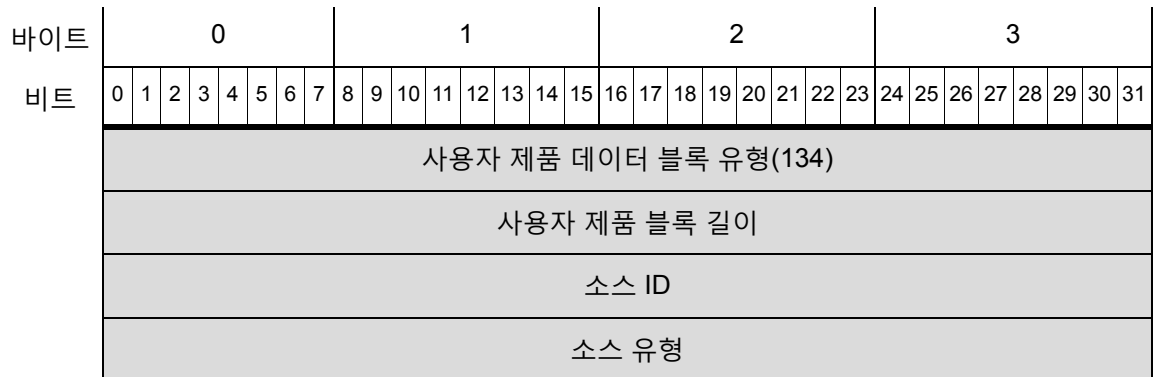 바이트 0 1 2 3
비트 0 1 2 3 4 5 6 7 8 9 10 11 12 13 14 15 16 17 18 19 20 21 22 23 24 25 26 27 28 29 30 31
사용자 제품 데이터 블록 유형(134)
사용자 제품 블록 길이
소스 ID
소스 유형